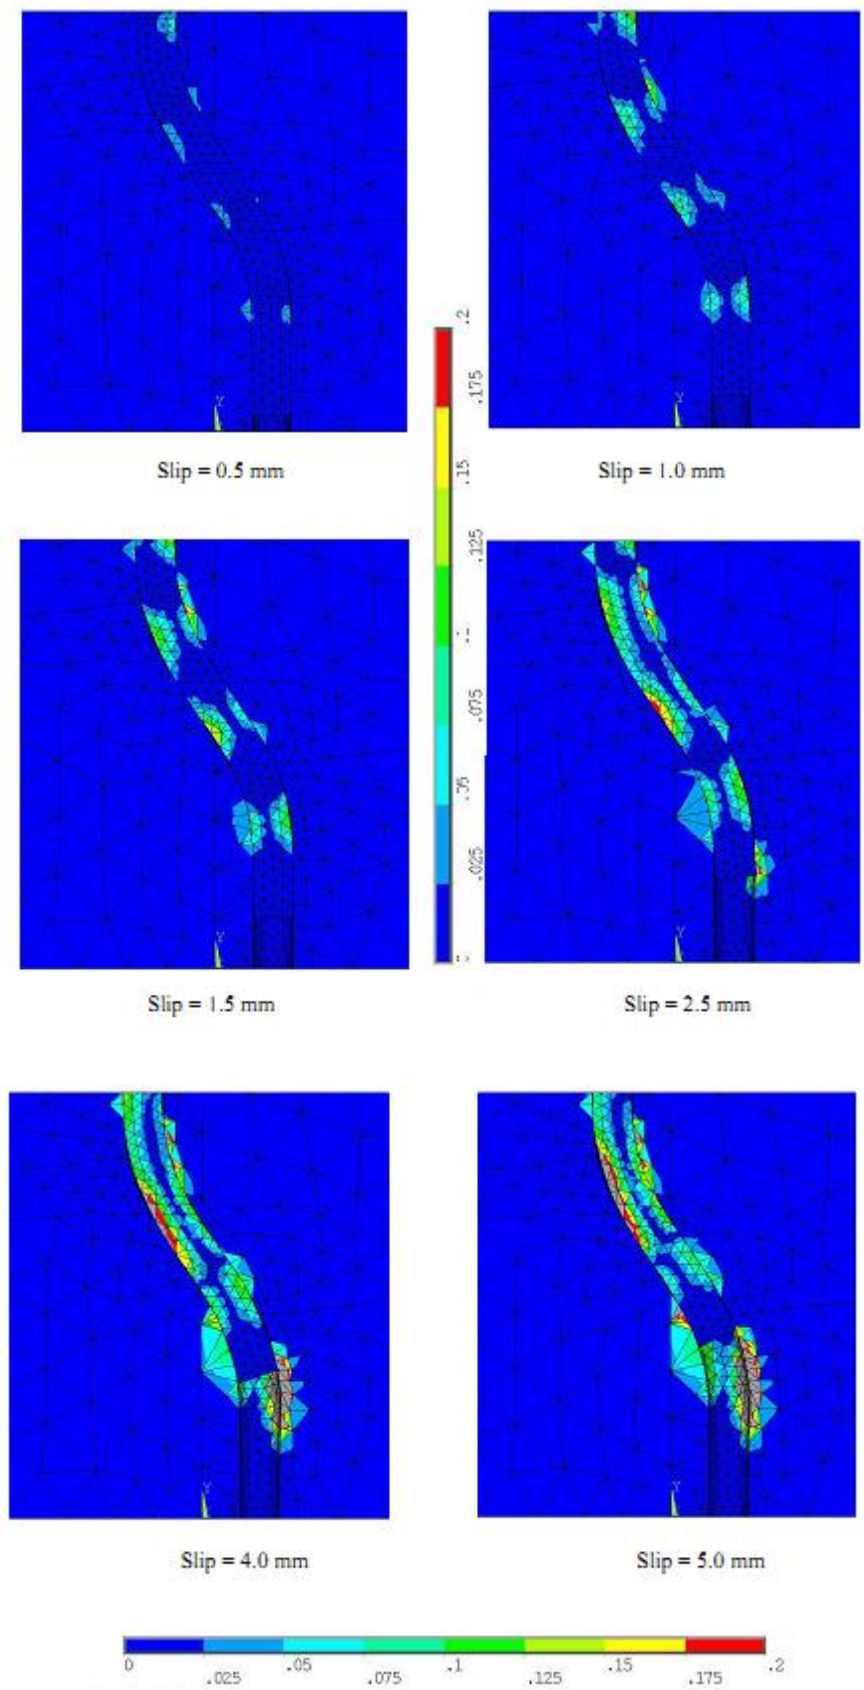 Y
Y
Slip = 0.5 mm
Slip = 1.0 mm
.2
.175
.15
.125
.1
.075
.05
.025
Y
Y
Slip = 1.5 mm
Slip = 2.5 mm
Y
Y
Slip = 4.0 mm
Slip = 5.0 mm
0
.025
.05
.075
.1
.125
.15
.175
.2